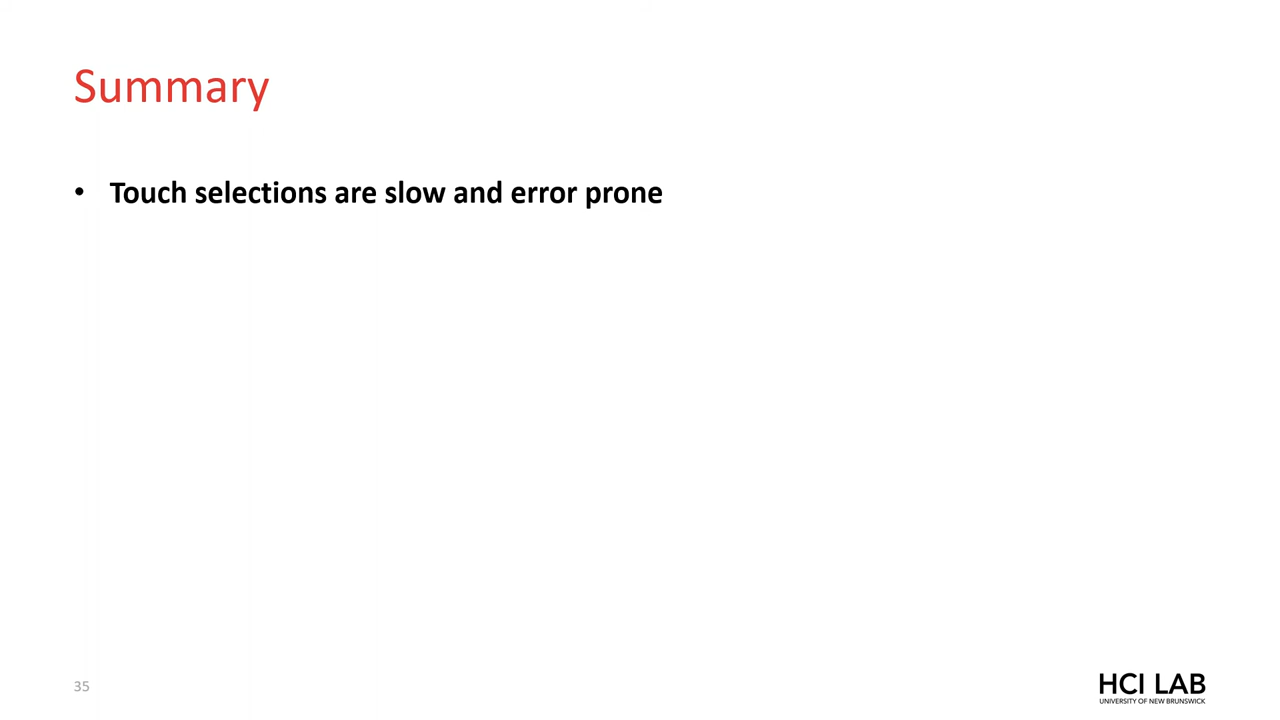 Summary
• Touch selections are slow and error prone
35
HCI LAB
UNIVERSITY OF NEW BRUNSWICK